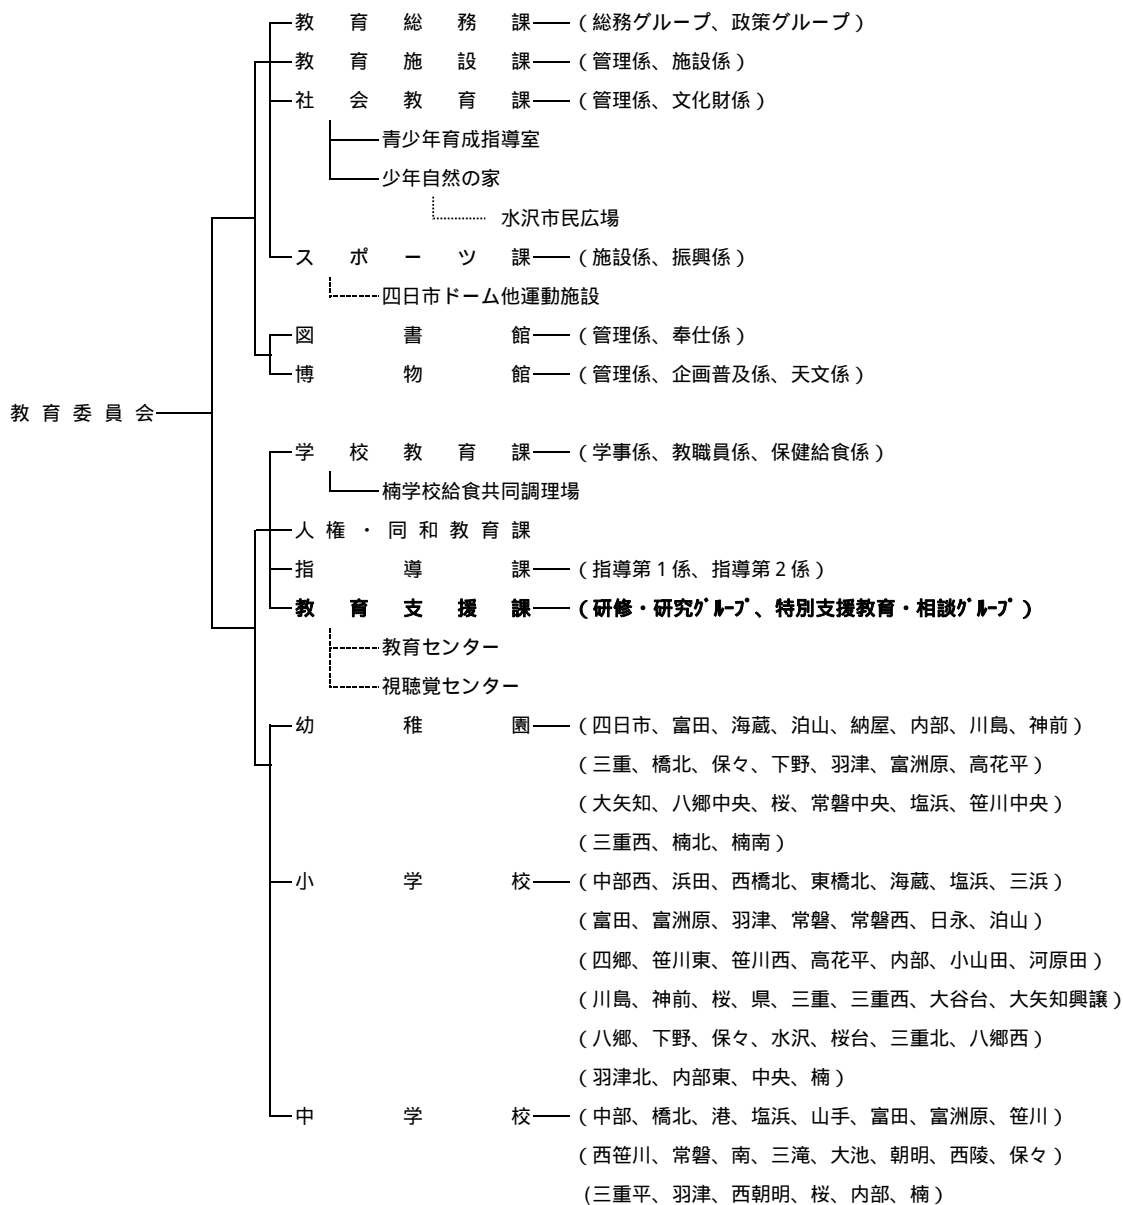 教育総務課（総務グループ、政策グループ）
教育施設課（管理係、施設係）
社会教育課（管理係、文化財係）
青少年育成指導室
少年自然の家
水沢市民広場
スポーツ課（施設係、振興係）
四日市ドーム他運動施設
図書館（管理係、奉仕係）
博物館（管理係、企画普及係、天文係）
教育委員会
学校教育課（学事係、教職員係、保健給食係）
楠学校給食共同調理場
人権・同和教育課
指導課（指導第１係、指導第２係）
教育支援課（研修・研究ｸﾞﾙｰﾌﾟ、特別支援教育・相談ｸﾞﾙｰﾌﾟ）
教育センター
視聴覚センター
幼稚園（四日市、富田、海蔵、泊山、納屋、内部、川島、神前）
（三重、橋北、保々、下野、羽津、富洲原、高花平）
（大矢知、八郷中央、桜、常磐中央、塩浜、笹川中央）
（三重西、楠北、楠南）
小学校（中部西、浜田、西橋北、東橋北、海蔵、塩浜、三浜）
（富田、富洲原、羽津、常磐、常磐西、日永、泊山）
（四郷、笹川東、笹川西、高花平、内部、小山田、河原田）
（川島、神前、桜、県、三重、三重西、大谷台、大矢知興譲）
（八郷、下野、保々、水沢、桜台、三重北、八郷西）
（羽津北、内部東、中央、楠）
中学校（中部、橋北、港、塩浜、山手、富田、富洲原、笹川）
（西笹川、常磐、南、三滝、大池、朝明、西陵、保々）
(三重平、羽津、西朝明、桜、内部、楠）